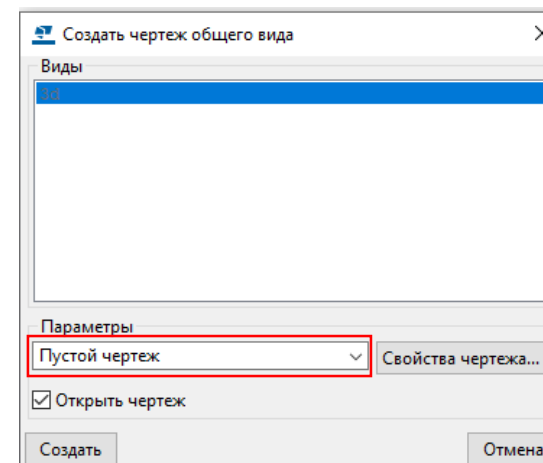 Создать чертеж общего вида
Виды
3d
Параметры
Пустой чертеж
Свойства чертежа...
Открыть чертеж
Создать
Отмена